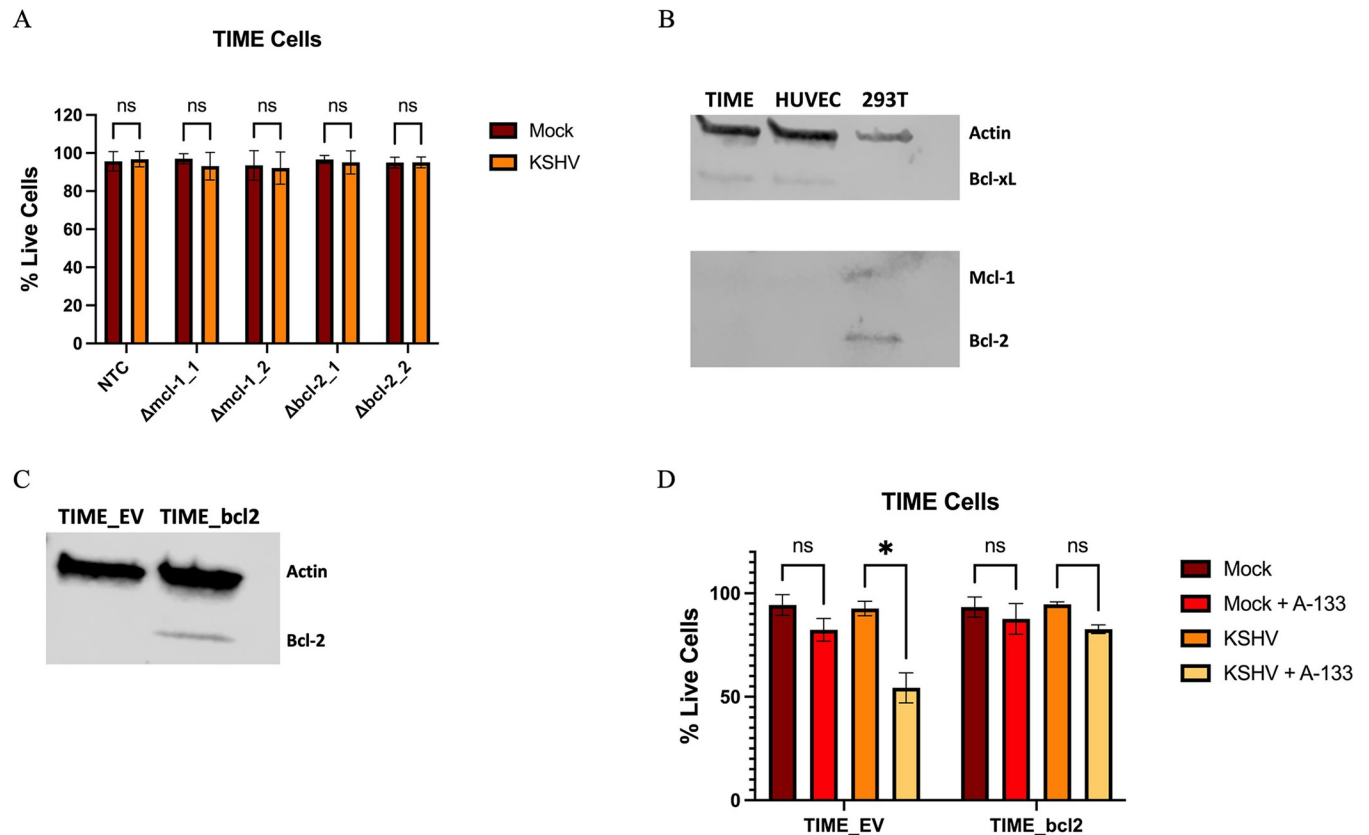 A
TIME Cells
% Live Cells
120
100
80
60
40
20
0
ns ns ns ns ns
NTC
Δmcl-1_1
Δmcl-1_2
Δbcl-2_1
Δbcl-2_2
Mock
KSHV
B
TIME HUVEC 293T
Actin
Bcl-xL
Mcl-1
Bcl-2
C
TIME_EV TIME_bcl2
Actin
Bcl-2
D
TIME Cells
% Live Cells
100
50
0
ns * ns ns
TIME_EV TIME_bcl2
Mock
Mock + A-133
KSHV
KSHV + A-133